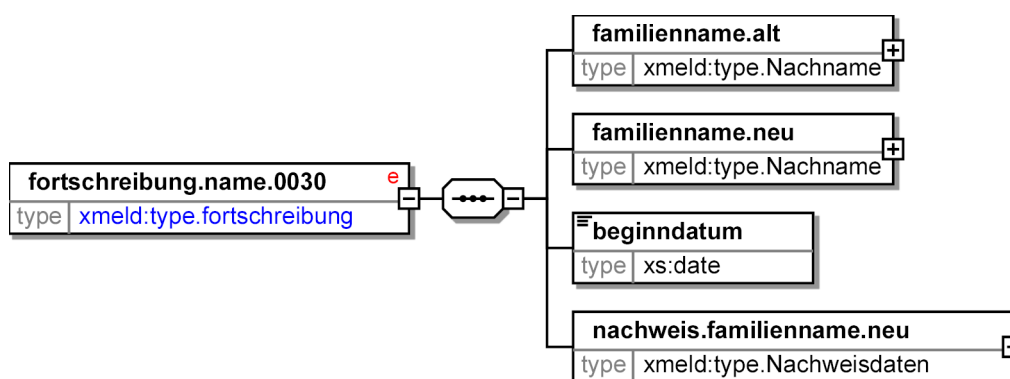 familienname.alt
type xmeld:type.Nachname
familienname.neu
type xmeld:type.Nachname
fortschreibung.name.0030 e
type xmeld:type.fortschreibung
beginndatum
type xs:date
nachweis.familienname.neu
type xmeld:type.Nachweisdaten